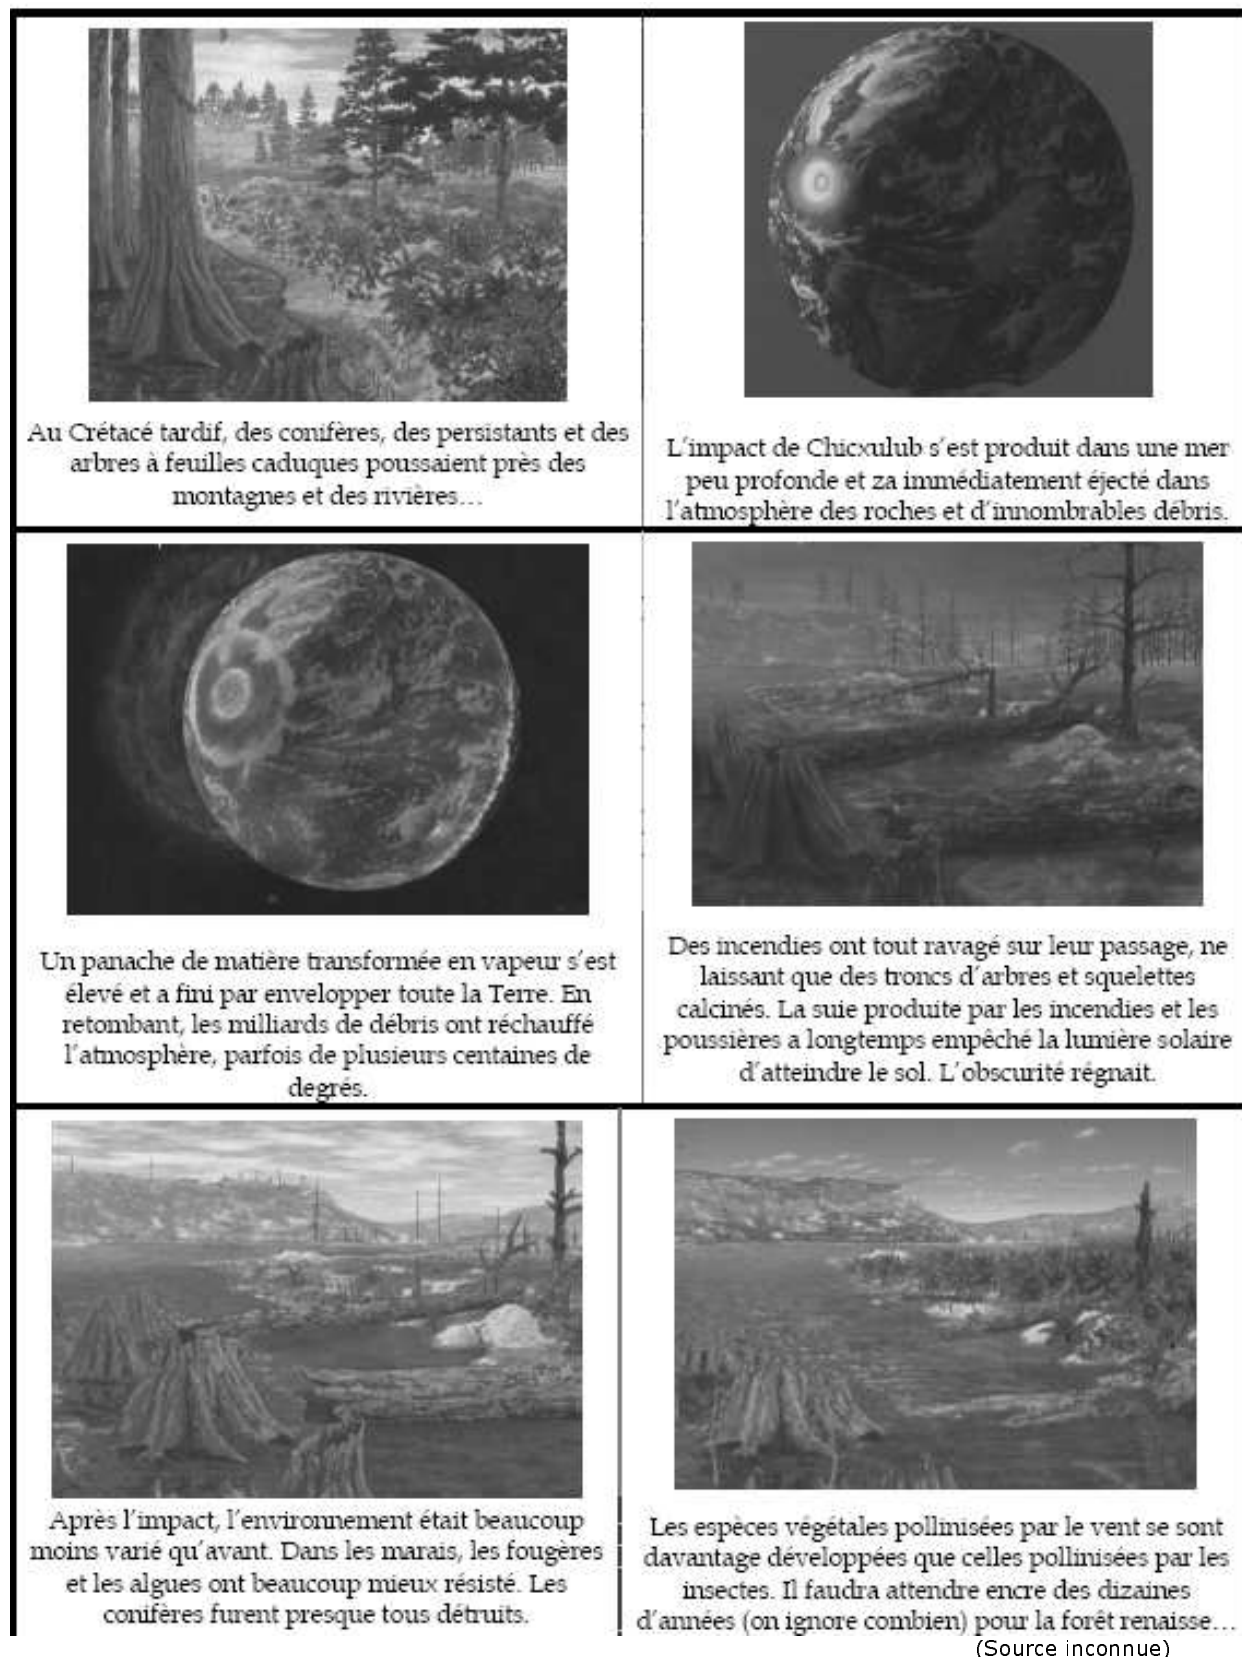 Au Crétacé tardif, des conifères, des persistants et des
arbres à feuilles caduques poussaient près des
montagnes et des rivières…
L'impact de Chicxulub s'est produit dans une mer
peu profonde et za immédiatement éjecté dans
l'atmosphère des roches et d'innombrables débris.
Un panache de matière transformée en vapeur s'est
élevé et a fini par envelopper toute la Terre. En
retombant, les milliards de débris ont réchauffé
l'atmosphère, parfois de plusieurs centaines de
degrés.
Des incendies ont tout ravagé sur leur passage, ne
laissant que des troncs d'arbres et squelettes
calcinés. La suie produite par les incendies et les
poussières a longtemps empêché la lumière solaire
d'atteindre le sol. L'obscurité régnait.
Après l'impact, l'environnement était beaucoup
moins varié qu'avant. Dans les marais, les fougères
et les algues ont beaucoup mieux résisté. Les
conifères furent presque tous détruits.
Les espèces végétales pollinisées par le vent se sont
davantage développées que celles pollinisées par les
insectes. Il faudra attendre encre des dizaines
d'années (on ignore combien) pour la forêt renaisse…
(Source inconnue)